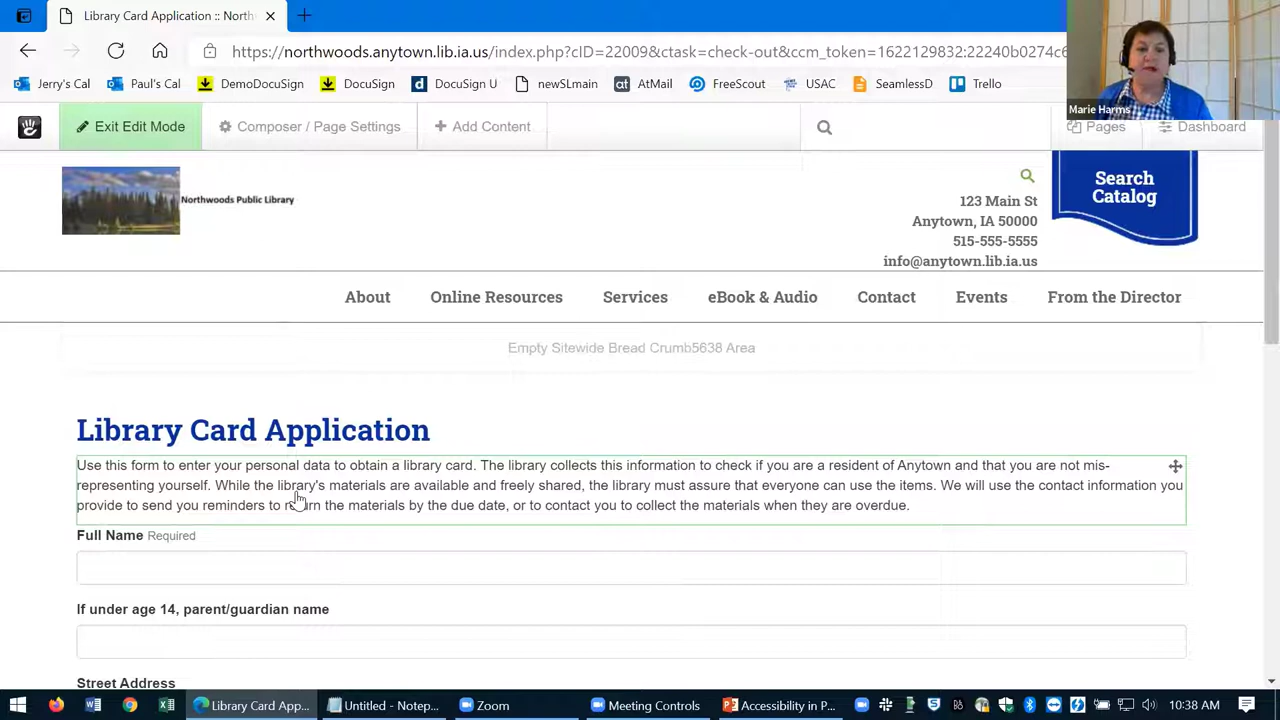 Library Card Application :: North
https://northwoods.anytown.lib.ia.us/index.php?cID=22009&ctask=check-out&ccm_token=1622129832:22240b0274c6
Jerry's Cal
Paul's Cal
DemoDocuSign
DocuSign
DocuSign U
newSLmain
AtMail
FreeScout
USAC
SeamlessD
Trello
Marie Harms
Exit Edit Mode
Composer / Page Settings
Add Content
Pages
Dashboard
Northwoods Public Library
123 Main St
Anytown, IA 50000
515-555-5555
info@anytown.lib.ia.us
Search
Catalog
About
Online Resources
Services
eBook & Audio
Contact
Events
From the Director
Empty Sitewide Bread Crumb5638 Area
Library Card Application
Use this form to enter your personal data to obtain a library card. The library collects this information to check if you are a resident of Anytown and that you are not mis-
representing yourself. While the library's materials are available and freely shared, the library must assure that everyone can use the items. We will use the contact information you
provide to send you reminders to return the materials by the due date, or to contact you to collect the materials when they are overdue.
Full Name Required
If under age 14, parent/guardian name
Street Address
Library Card App...
Untitled - Notep...
Zoom
Meeting Controls
Accessibility in P...
10:38 AM